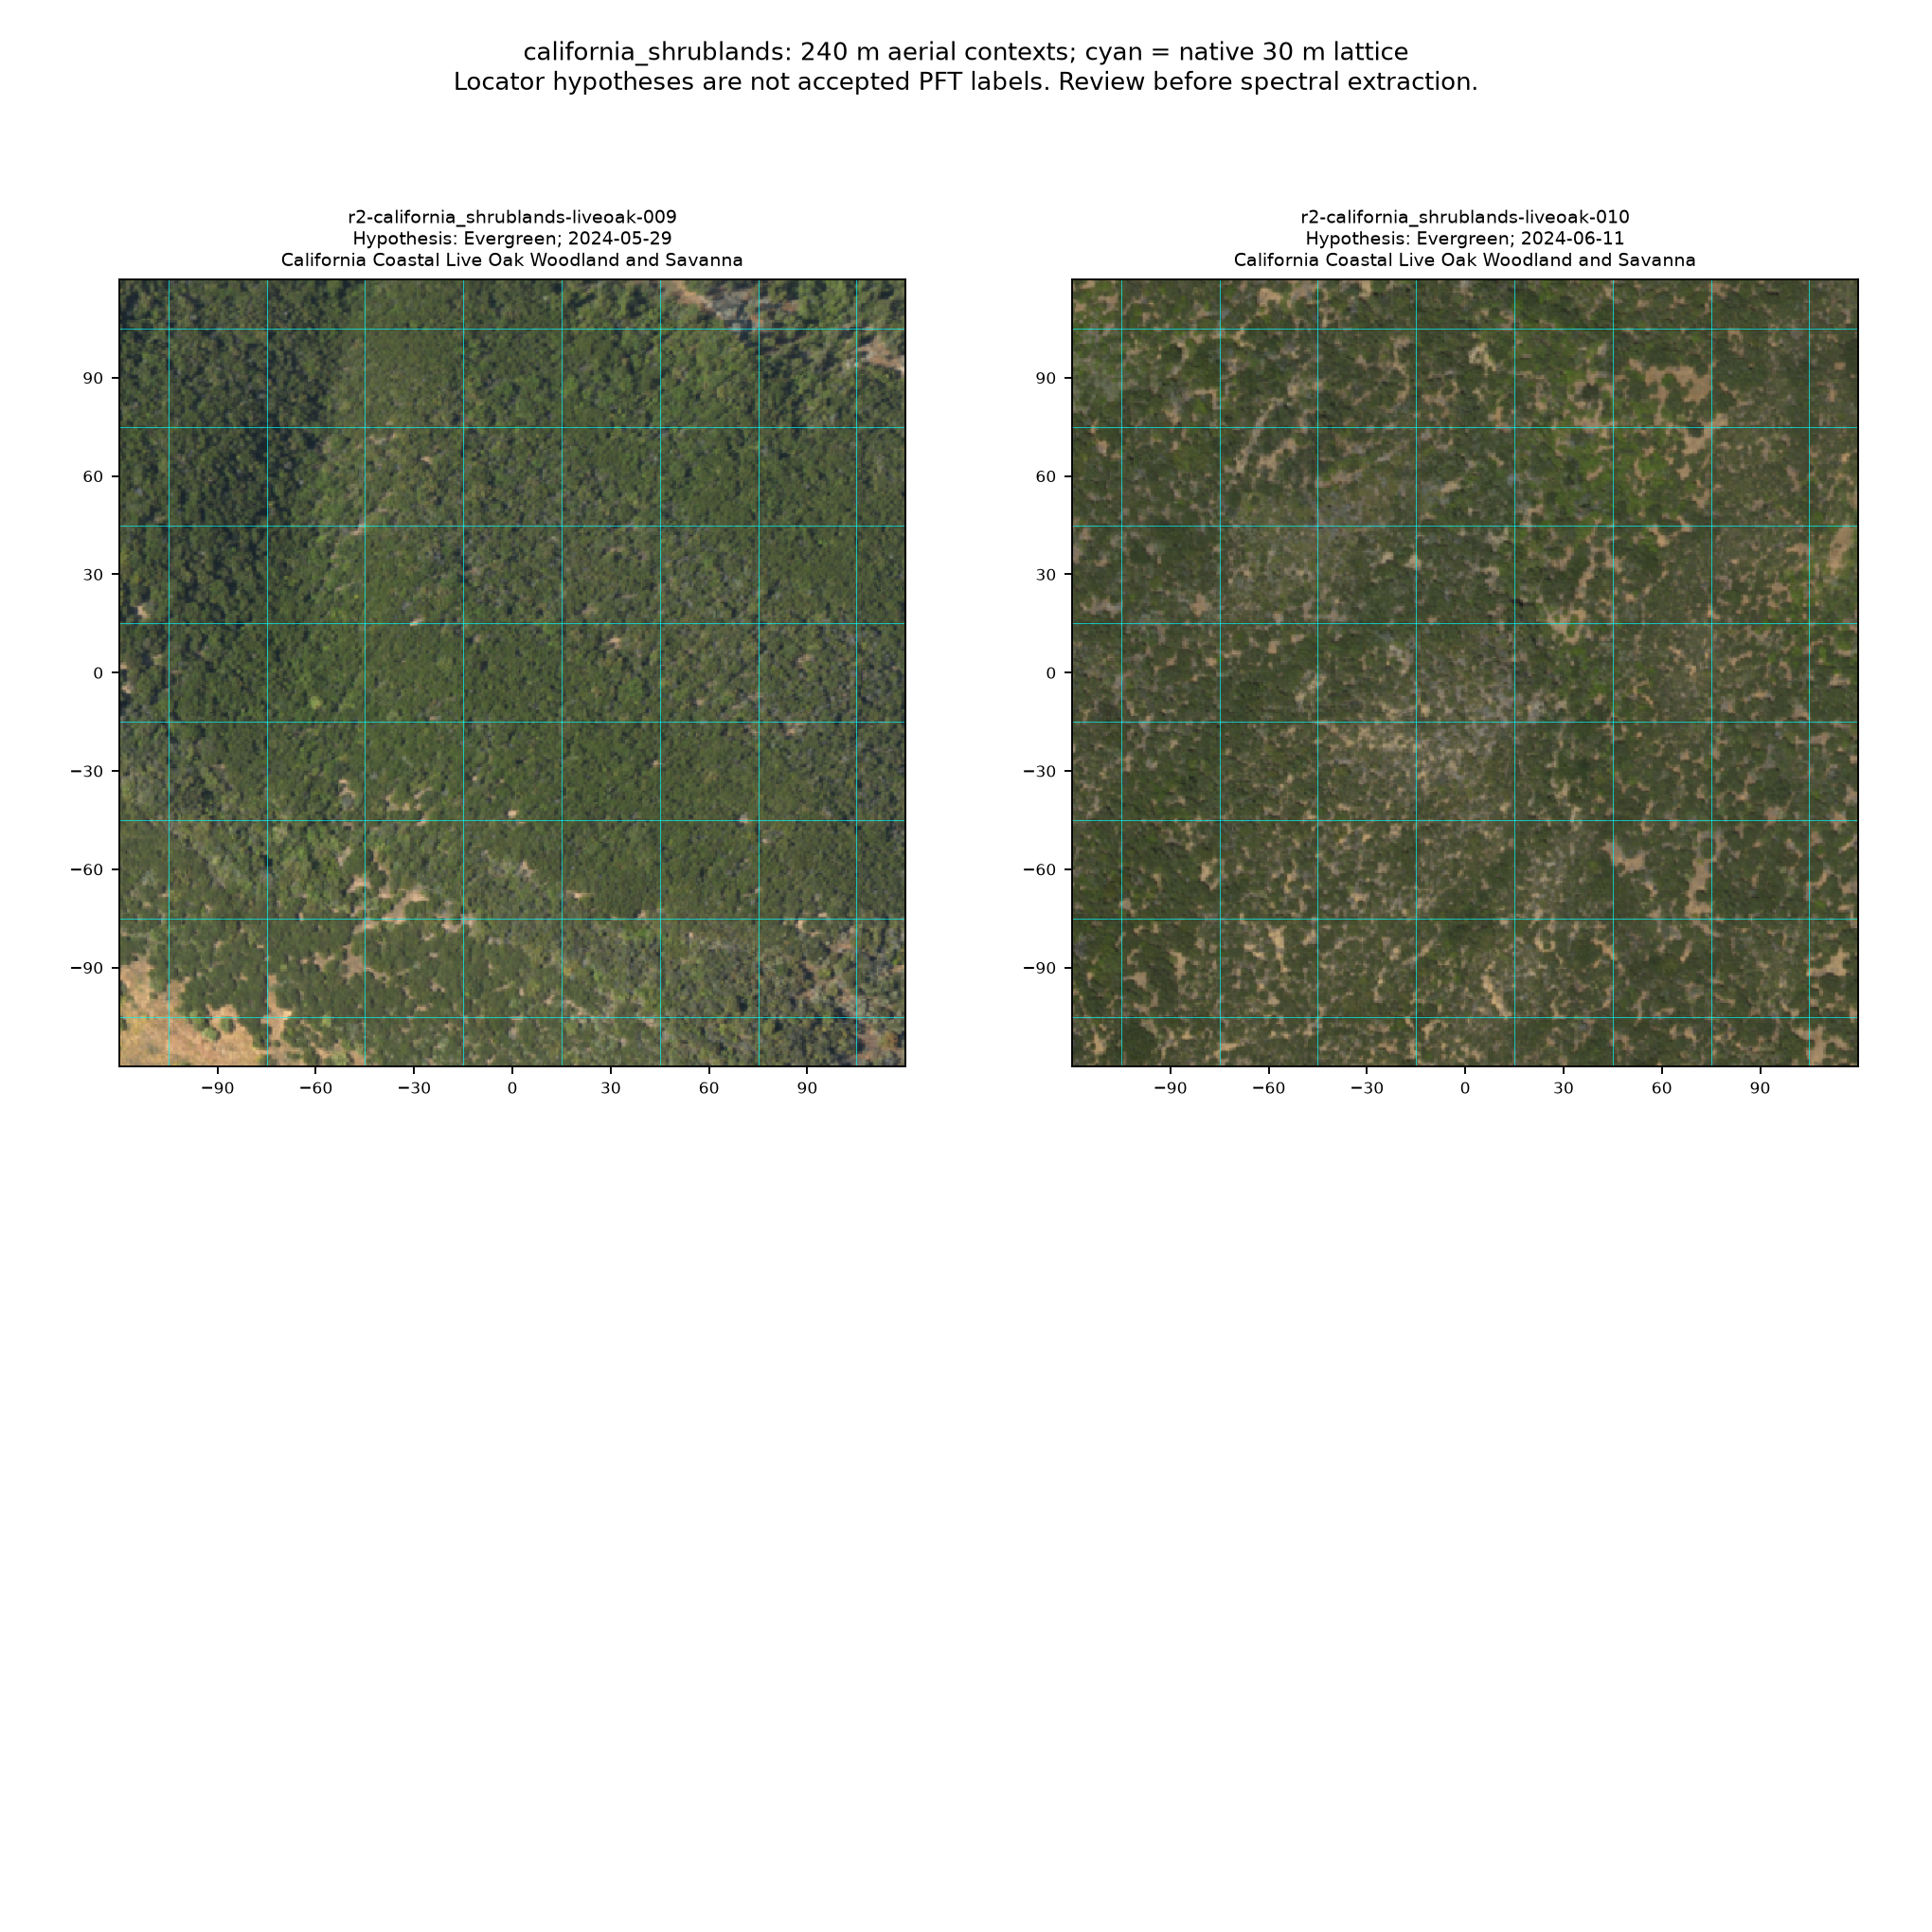 california_shrublands: 240 m aerial contexts; cyan = native 30 m lattice
Locator hypotheses are not accepted PFT labels. Review before spectral extraction.
r2-california_shrublands-liveoak-009
Hypothesis: Evergreen; 2024-05-29
California Coastal Live Oak Woodland and Savanna
90
60
30
0
−30
−60
−90
−90 −60 −30 0 30 60 90
r2-california_shrublands-liveoak-010
Hypothesis: Evergreen; 2024-06-11
California Coastal Live Oak Woodland and Savanna
90
60
30
0
−30
−60
−90
−90 −60 −30 0 30 60 90